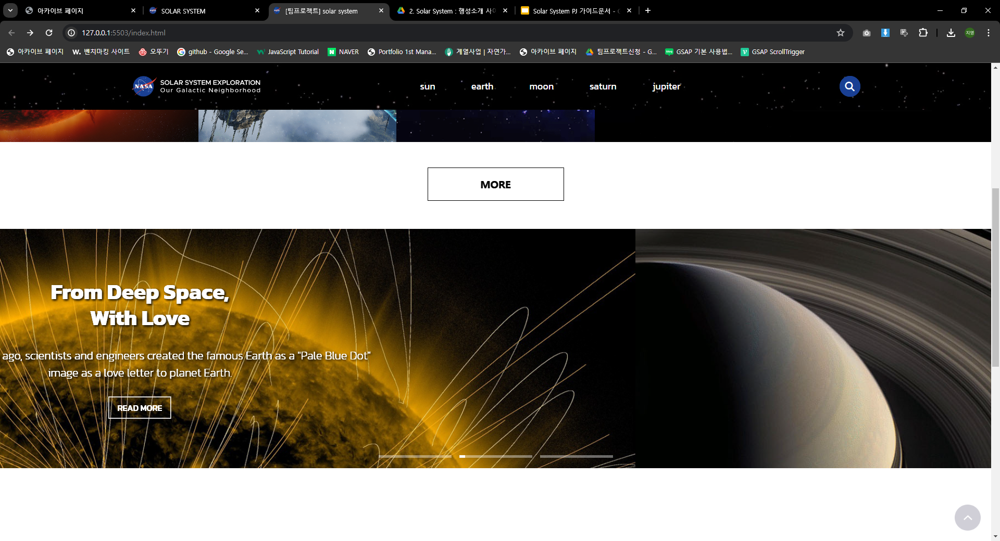 아카이브 페이지
SOLAR SYSTEM
[팀프로젝트] solar system
2. Solar System : 행성소개 사이
Solar System PJ 가이드문서 -
127.0.0.1:5503/index.html
지영
아카이브 페이지
W. 벤치마킹 사이트
오뚜기
github - Google Se...
JavaScript Tutorial
NAVER
Portfolio 1st Mana...
계열사업 | 자연가...
아카이브 페이지
팀프로젝트신청 - G...
GSAP 기본 사용법...
GSAP ScrollTrigger
NASA
SOLAR SYSTEM EXPLORATION
Our Galactic Neighborhood
sun
earth
moon
saturn
jupiter
MORE
From Deep Space,
With Love
ago, scientists and engineers created the famous Earth as a "Pale Blue Dot"
image as a love letter to planet Earth.
READ MORE